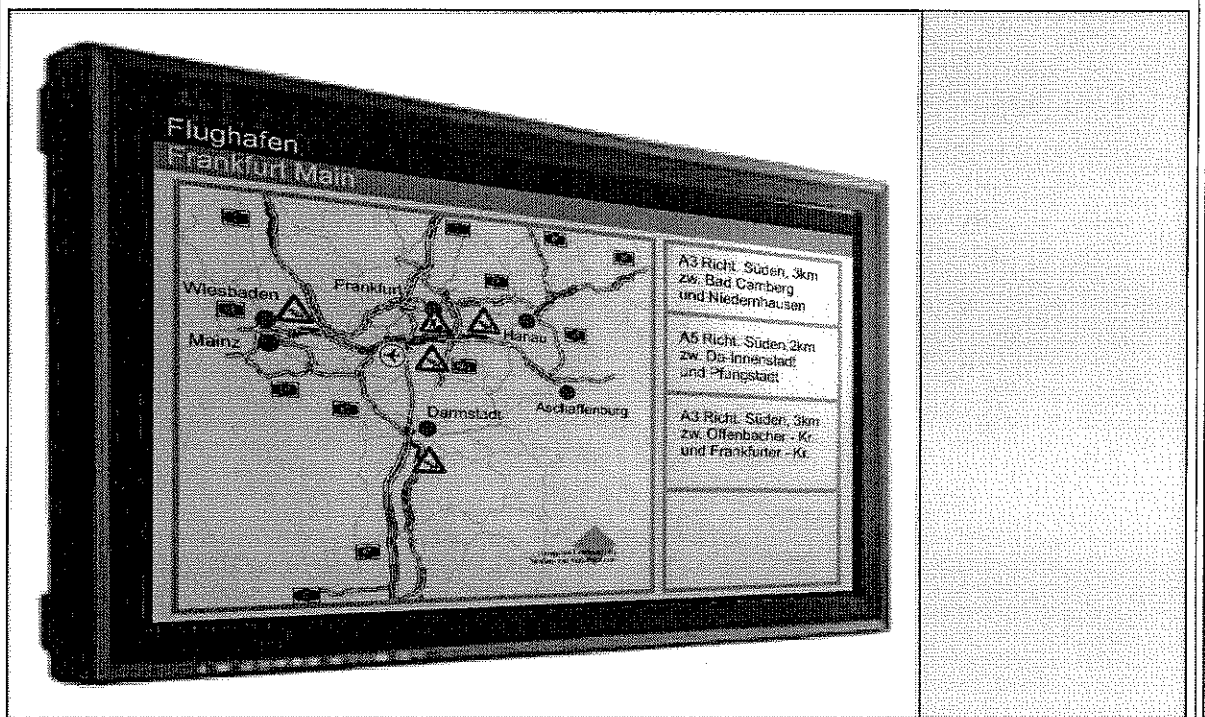 Flughafen
Frankfurt Main
Wiesbaden
Frankfurt
Mainz
Hanau
Aschaffenburg
Darmstadt
A3 Richt. Süden, 3km
zw. Bad Camberg
und Niedernhausen
A5 Richt. Süden,2km
zw. Da-Innenstadt
und Pfungstadt
A3 Richt. Süden, 3km
zw. Offenbacher - Kr.
und Frankfurter - Kr.